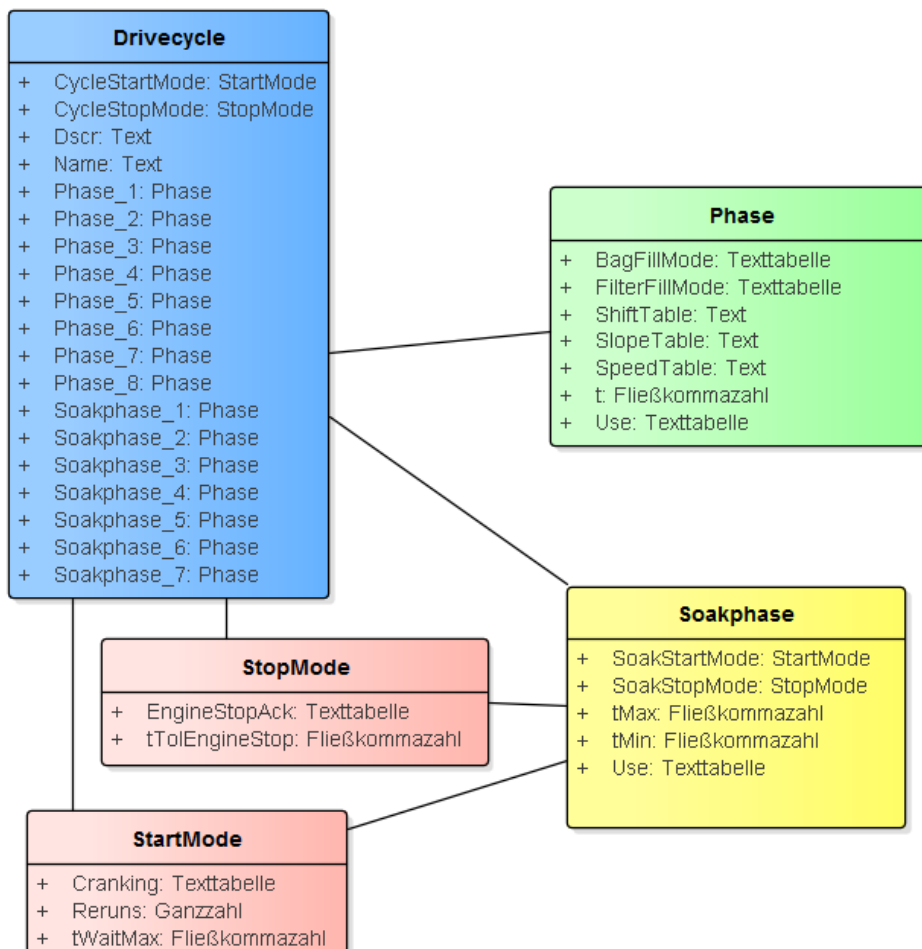 Drivecycle
+ CycleStartMode: StartMode
+ CycleStopMode: StopMode
+ Dscr: Text
+ Name: Text
+ Phase_1: Phase
+ Phase_2: Phase
+ Phase_3: Phase
+ Phase_4: Phase
+ Phase_5: Phase
+ Phase_6: Phase
+ Phase_7: Phase
+ Phase_8: Phase
+ Soakphase_1: Phase
+ Soakphase_2: Phase
+ Soakphase_3: Phase
+ Soakphase_4: Phase
+ Soakphase_5: Phase
+ Soakphase_6: Phase
+ Soakphase_7: Phase
Phase
+ BagFillMode: Texttabelle
+ FilterFillMode: Texttabelle
+ ShiftTable: Text
+ SlopeTable: Text
+ SpeedTable: Text
+ t: Fließkommazahl
+ Use: Texttabelle
StopMode
+ EngineStopAck: Texttabelle
+ tTolEngineStop: Fließkommazahl
Soakphase
+ SoakStartMode: StartMode
+ SoakStopMode: StopMode
+ tMax: Fließkommazahl
+ tMin: Fließkommazahl
+ Use: Texttabelle
StartMode
+ Cranking: Texttabelle
+ Reruns: Ganzzahl
+ tWaitMax: Fließkommazahl